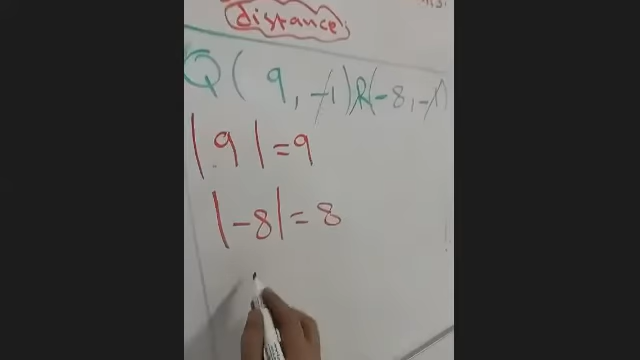 distance
Q(9, -1) R(-8, -1)
|9| = 9
|-8| = 8